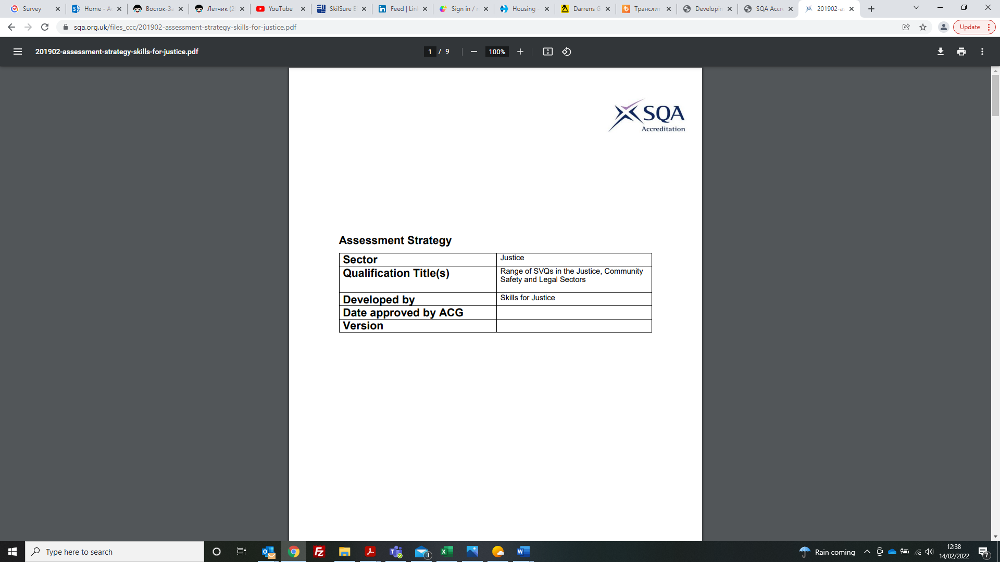 Survey
Home - A
Восток-За
Летчик (2
YouTube
SkilSure E
Feed | Lin
Sign in / r
Housing -
Darrens G
Транслит
Developin
SQA Accre
201902-a
sqa.org.uk/files_ccc/201902-assessment-strategy-skills-for-justice.pdf
Update
201902-assessment-strategy-skills-for-justice.pdf
1 / 9
100%
SQA
Accreditation
Assessment Strategy
Sector
Justice
Qualification Title(s)
Range of SVQs in the Justice, Community
Safety and Legal Sectors
Developed by
Skills for Justice
Date approved by ACG
Version
Type here to search
3
Rain coming
12:38
14/02/2022
7